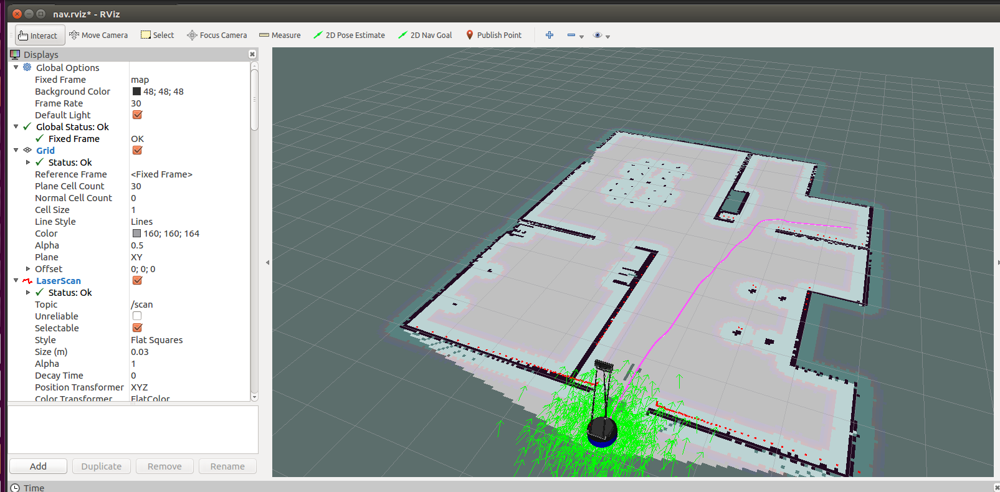 nav.rviz* - RViz
Interact Move Camera Select Focus Camera Measure 2D Pose Estimate 2D Nav Goal Publish Point
Displays
Global Options
Fixed Frame map
Background Color 48; 48; 48
Frame Rate 30
Default Light
Global Status: Ok
Fixed Frame OK
Grid
Status: Ok
Reference Frame <Fixed Frame>
Plane Cell Count 30
Normal Cell Count 0
Cell Size 1
Line Style Lines
Color 160; 160; 164
Alpha 0.5
Plane XY
Offset 0; 0; 0
LaserScan
Status: Ok
Topic /scan
Unreliable
Selectable
Style Flat Squares
Size (m) 0.03
Alpha 1
Decay Time 0
Position Transformer XYZ
Color Transformer FlatColor
Add Duplicate Remove Rename
Time